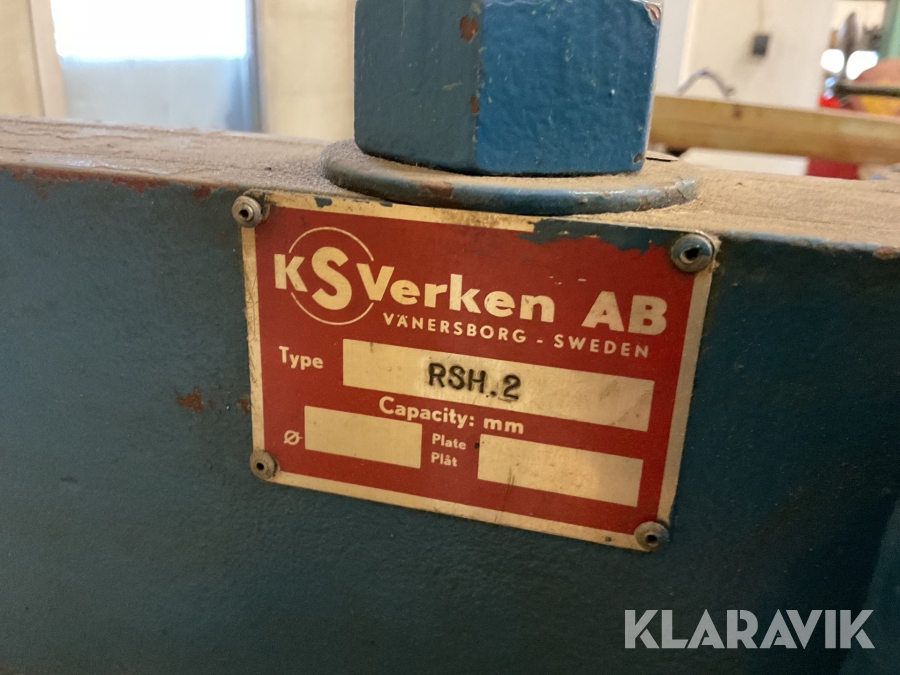 KSVerken AB
VÄNERSBORG - SWEDEN
Type RSH.2
Capacity: mm
Ø Plate
Plåt
KLARAVIK